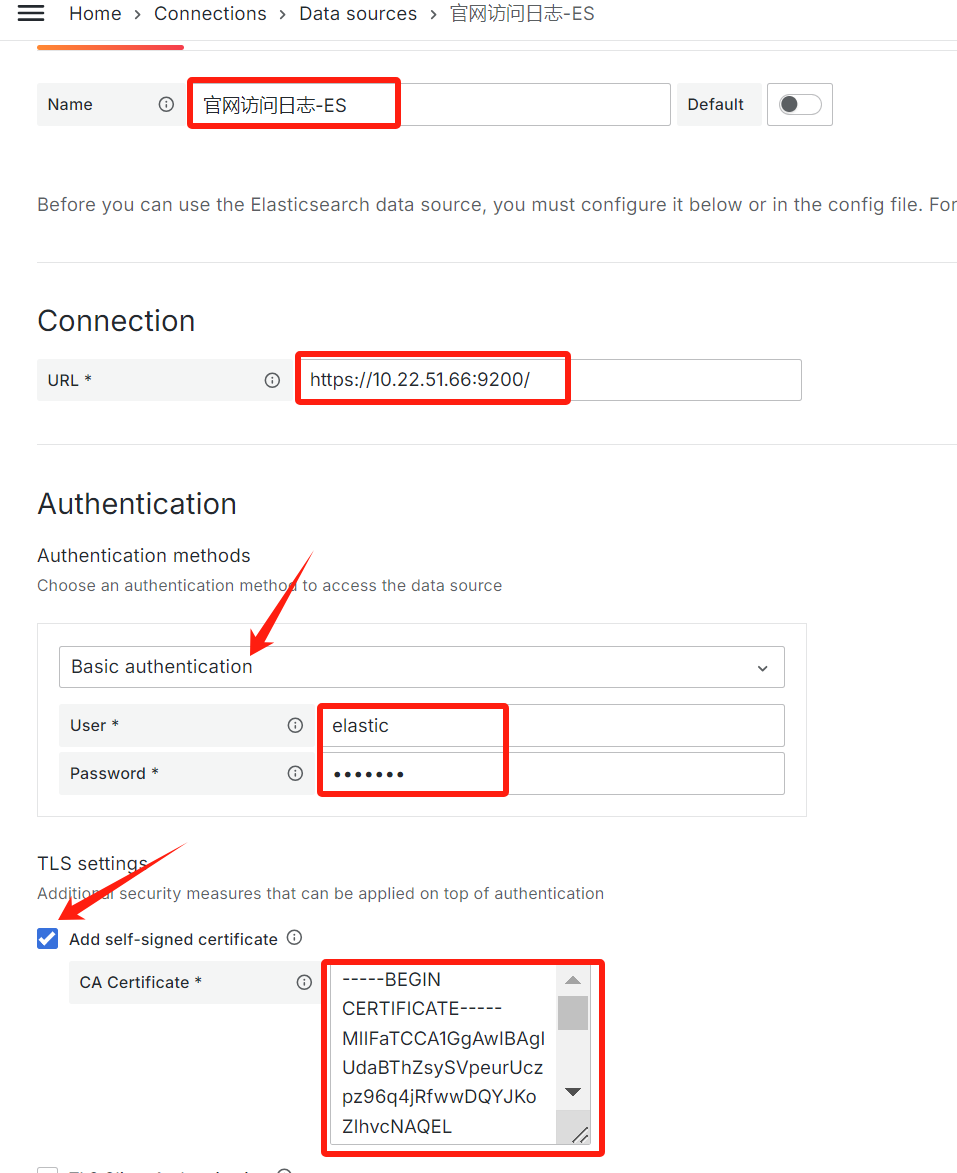 Home › Connections › Data sources › 官网访问日志-ES
Name 官网访问日志-ES Default
Before you can use the Elasticsearch data source, you must configure it below or in the config file. For
Connection
URL * https://10.22.51.66:9200/
Authentication
Authentication methods
Choose an authentication method to access the data source
Basic authentication
User * elastic
Password * •••••••
TLS settings
Additional security measures that can be applied on top of authentication
Add self-signed certificate
CA Certificate * -----BEGIN
CERTIFICATE-----
MIIFaTCCA1GgAwIBAgI
UdaBThZsySVpeurUcz
pz96q4jRfwwDQYJKo
ZIhvcNAQEL